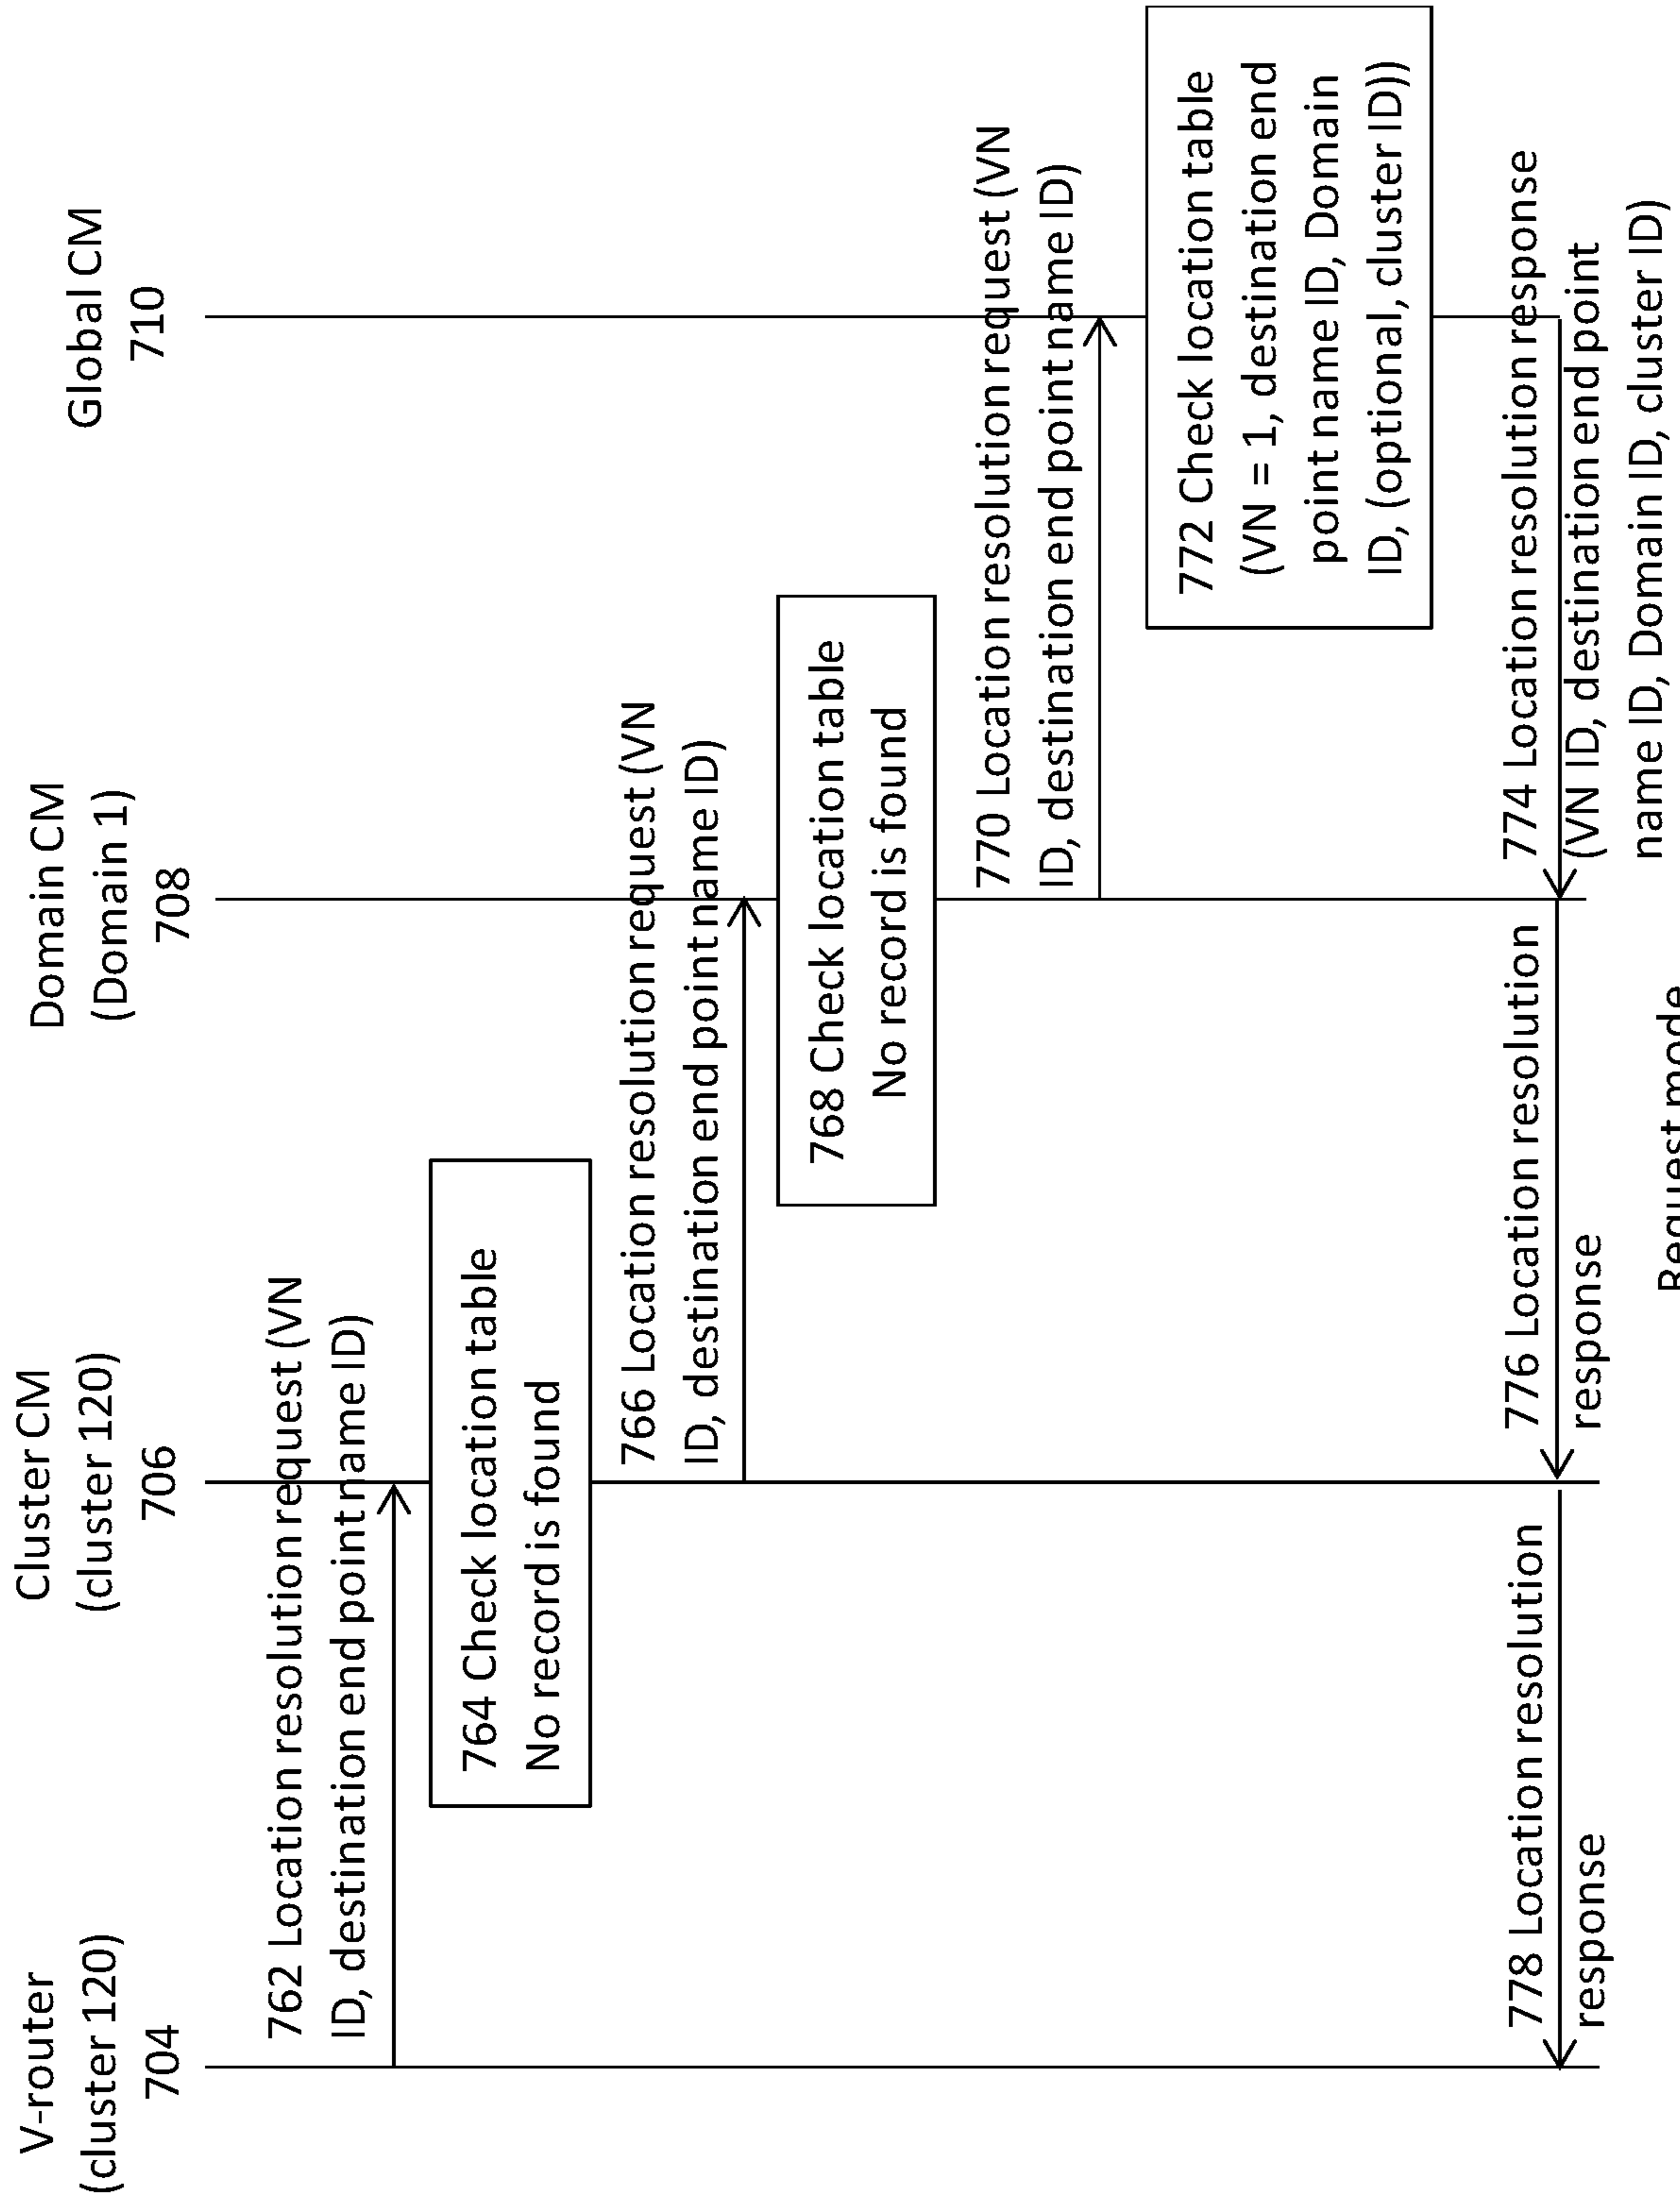 V-router
(cluster 120)
704
Cluster CM
(cluster 120)
706
Domain CM
(Domain 1)
708
Global CM
710
762 Location resolution request (VN
ID, destination end point name ID)
764 Check location table
No record is found
766 Location resolution request (VN
ID, destination end point name ID)
768 Check location table
No record is found
770 Location resolution request (VN
ID, destination end point name ID)
772 Check location table
(VN = 1, destination end
point name ID, Domain
ID, (optional, cluster ID))
774 Location resolution response
(VN ID, destination end point
name ID, Domain ID, cluster ID)
776 Location resolution
response
778 Location resolution
response
Request mode